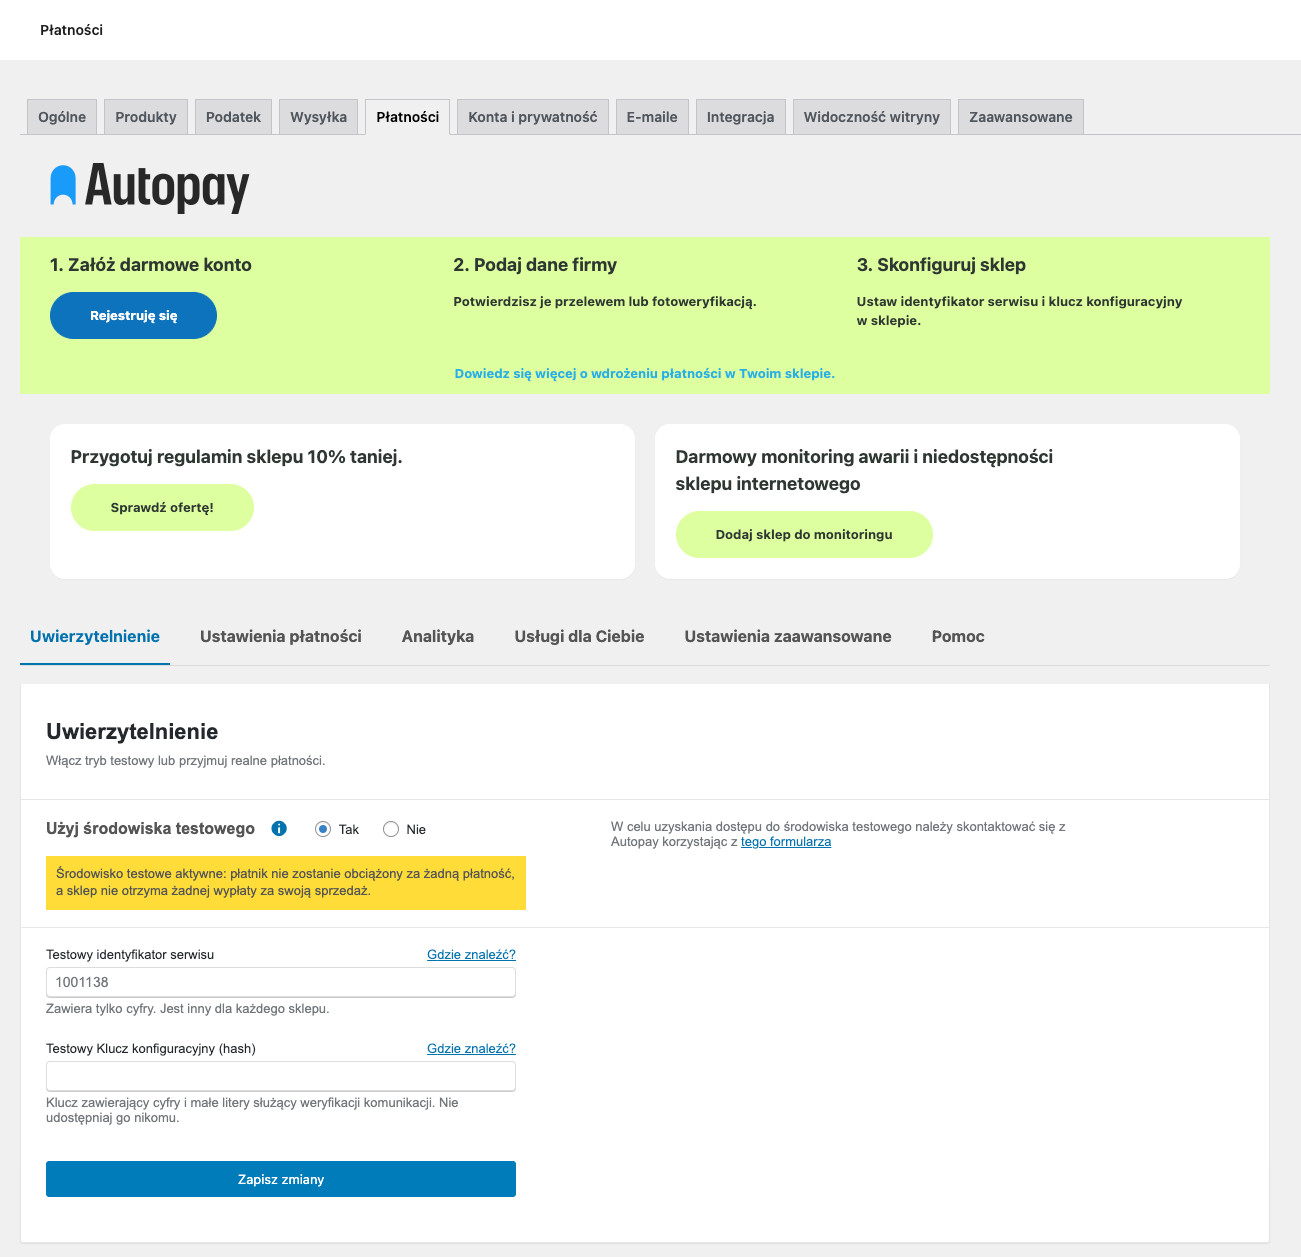 Płatności
Ogólne
Produkty
Podatek
Wysyłka
Płatności
Konta i prywatność
E-maile
Integracja
Widoczność witryny
Zaawansowane
Autopay
1. Załóż darmowe konto
Rejestruję się
2. Podaj dane firmy
Potwierdzisz je przelewem lub fotoweryfikacją.
3. Skonfiguruj sklep
Ustaw identyfikator serwisu i klucz konfiguracyjny
w sklepie.
Dowiedz się więcej o wdrożeniu płatności w Twoim sklepie.
Przygotuj regulamin sklepu 10% taniej.
Sprawdź ofertę!
Darmowy monitoring awarii i niedostępności
sklepu internetowego
Dodaj sklep do monitoringu
Uwierzytelnienie
Ustawienia płatności
Analityka
Usługi dla Ciebie
Ustawienia zaawansowane
Pomoc
Uwierzytelnienie
Włącz tryb testowy lub przyjmuj realne płatności.
Użyj środowiska testowego
Tak
Nie
W celu uzyskania dostępu do środowiska testowego należy skontaktować się z
Autopay korzystając z tego formularza
Środowisko testowe aktywne: płatnik nie zostanie obciążony za żadną płatność,
a sklep nie otrzyma żadnej wypłaty za swoją sprzedaż.
Testowy identyfikator serwisu
Gdzie znaleźć?
1001138
Zawiera tylko cyfry. Jest inny dla każdego sklepu.
Testowy Klucz konfiguracyjny (hash)
Gdzie znaleźć?
Klucz zawierający cyfry i małe litery służący weryfikacji komunikacji. Nie
udostępniaj go nikomu.
Zapisz zmiany